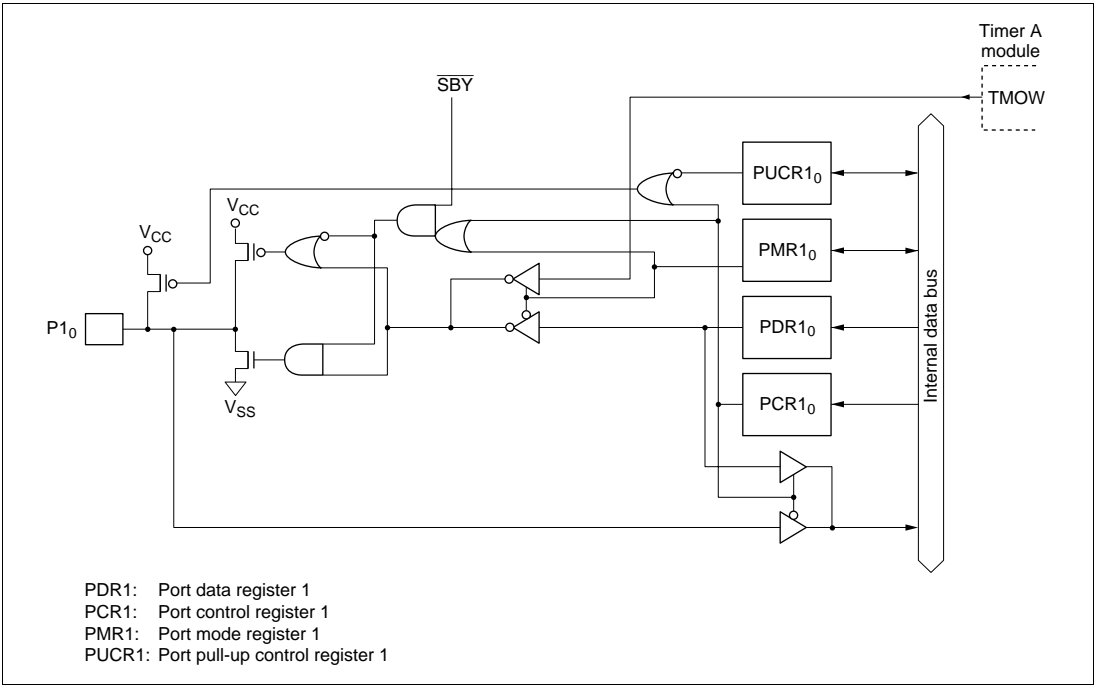 Timer A
module
SBY
TMOW
PUCR1₀
V_CC
V_CC
PMR1₀
P1₀
PDR1₀
Internal data bus
PCR1₀
V_SS
PDR1: Port data register 1
PCR1: Port control register 1
PMR1: Port mode register 1
PUCR1: Port pull-up control register 1